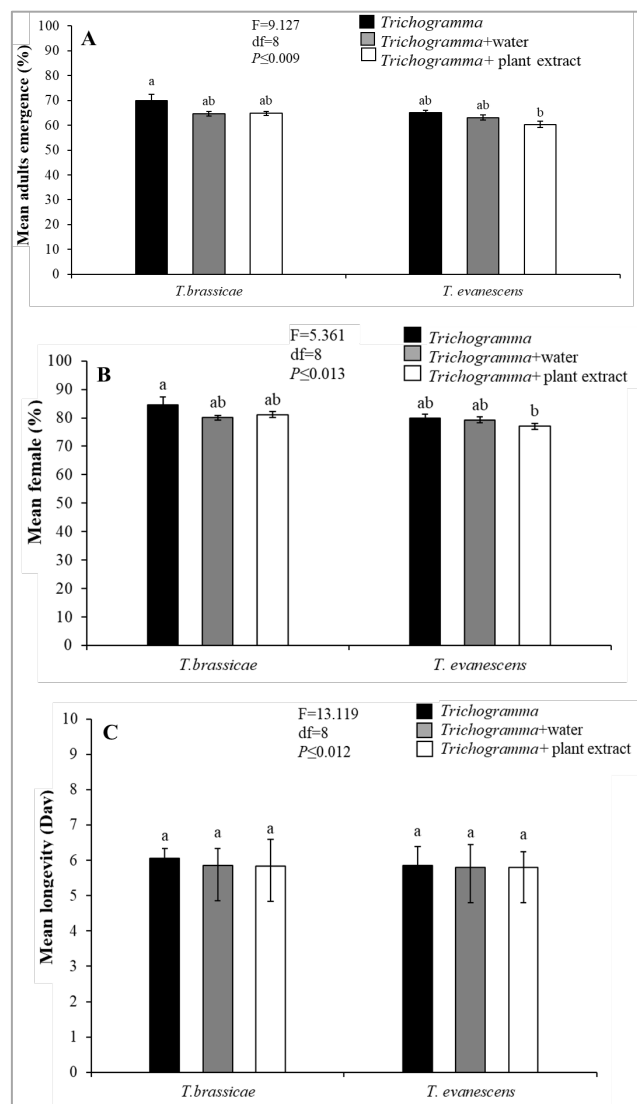 A
F=9.127
df=8
P≤0.009
Trichogramma
Trichogramma+water
Trichogramma+ plant extract
Mean adults emergence (%)
100
90
80
70
60
50
40
30
20
10
0
a
ab
ab
ab
ab
b
T.brassicae
T. evanescens
B
F=5.361
df=8
P≤0.013
Trichogramma
Trichogramma+water
Trichogramma+ plant extract
Mean female (%)
100
90
80
70
60
50
40
30
20
10
0
a
ab
ab
ab
ab
b
T.brassicae
T. evanescens
C
F=13.119
df=8
P≤0.012
Trichogramma
Trichogramma+water
Trichogramma+ plant extract
Mean longevity (Day)
10
9
8
7
6
5
4
3
2
1
0
a
a
a
a
a
a
T.brassicae
T. evanescens